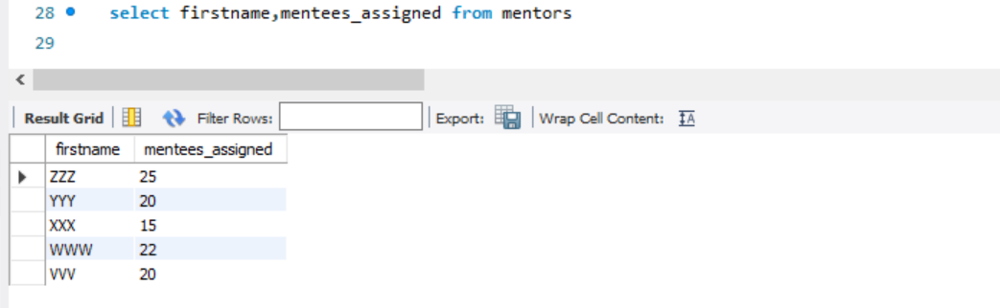 28 select firstname,mentees_assigned from mentors
29
Result Grid Filter Rows: Export: Wrap Cell Content: IA
firstname mentees_assigned
ZZZ 25
YYY 20
XXX 15
WWW 22
VVV 20